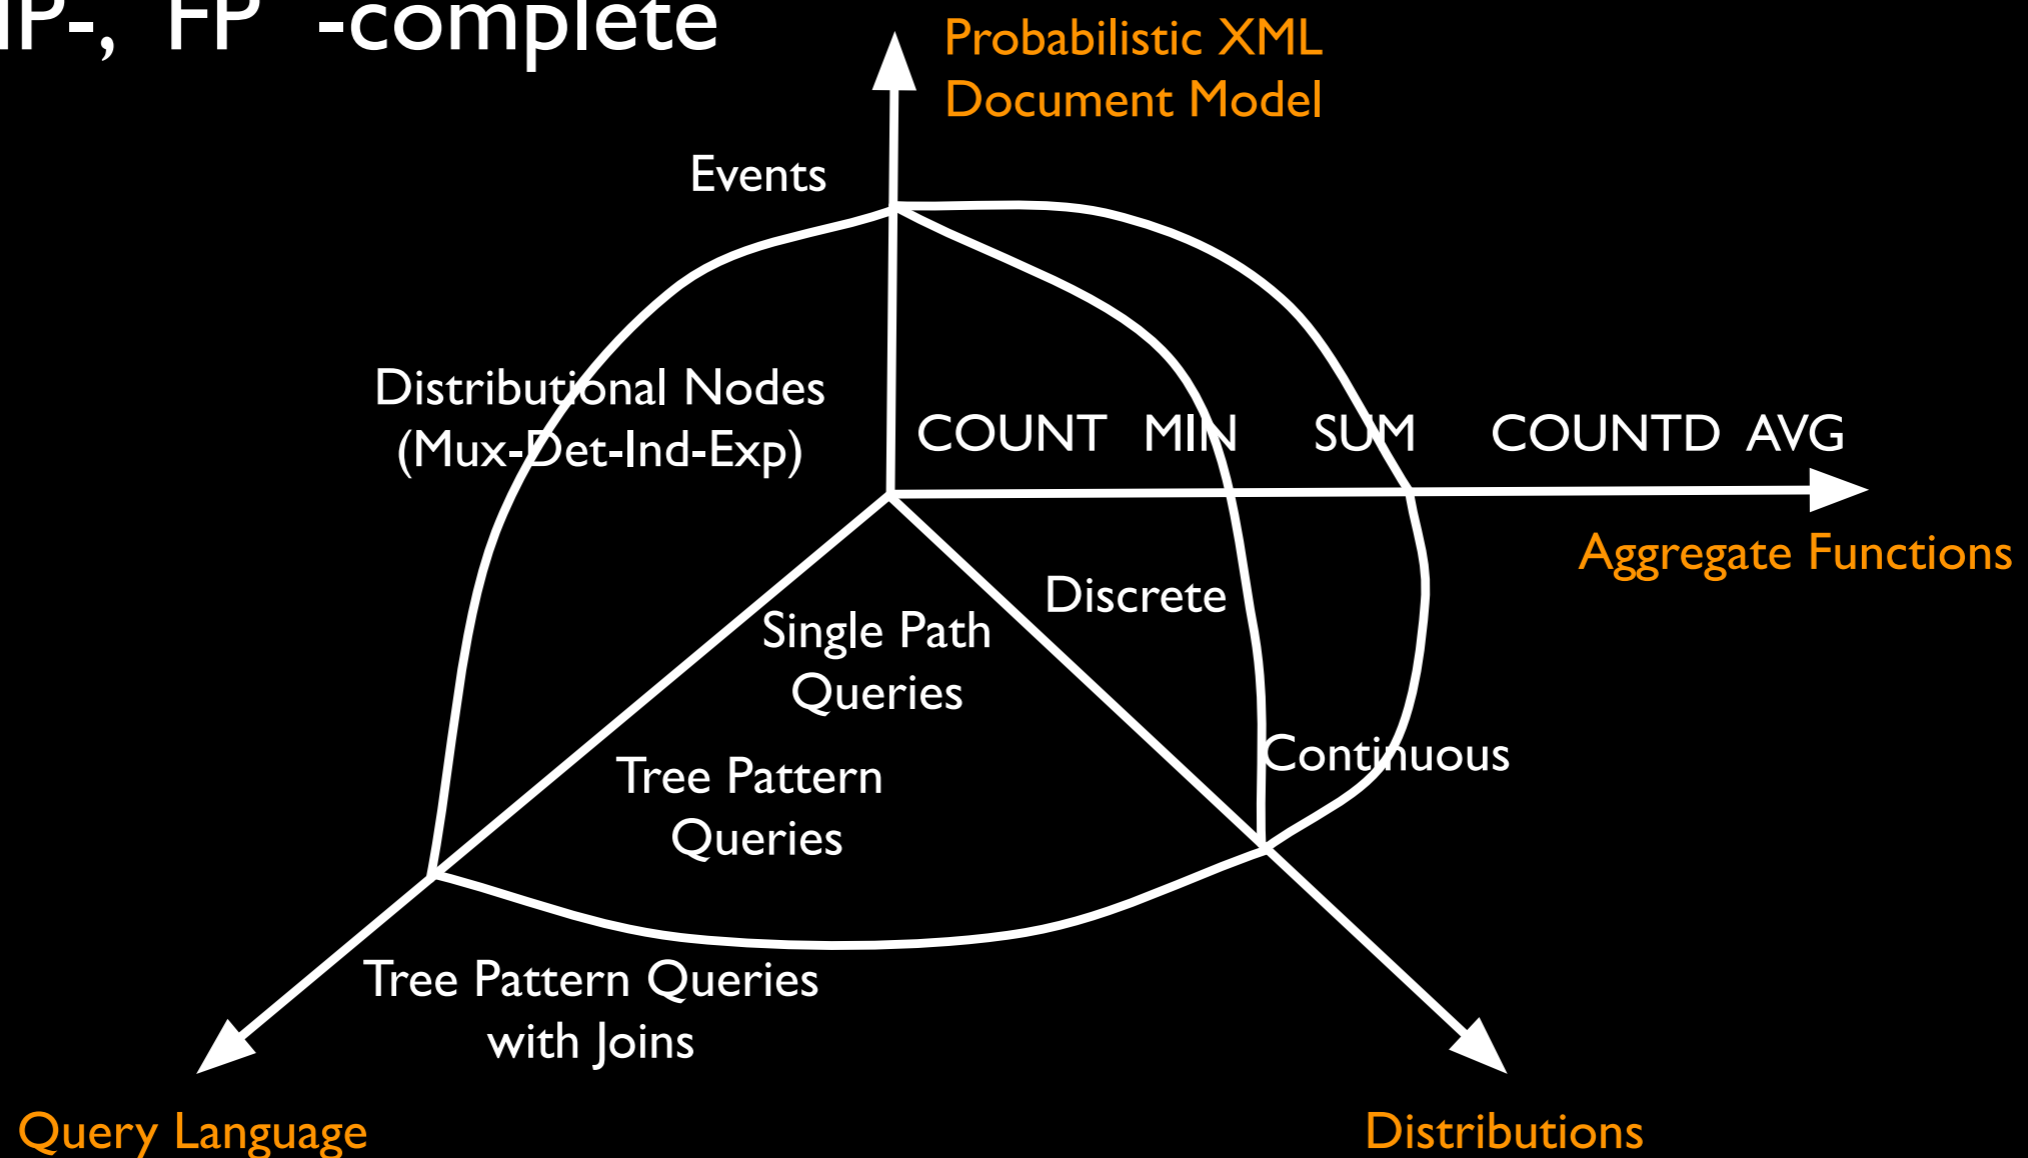 -complete
Probabilistic XML
Document Model
Events
Distributional Nodes
(Mux-Det-Ind-Exp)
COUNT MIN SUM COUNTD AVG
Aggregate Functions
Discrete
Single Path
Queries
Continuous
Tree Pattern
Queries
Tree Pattern Queries
with Joins
Query Language
Distributions